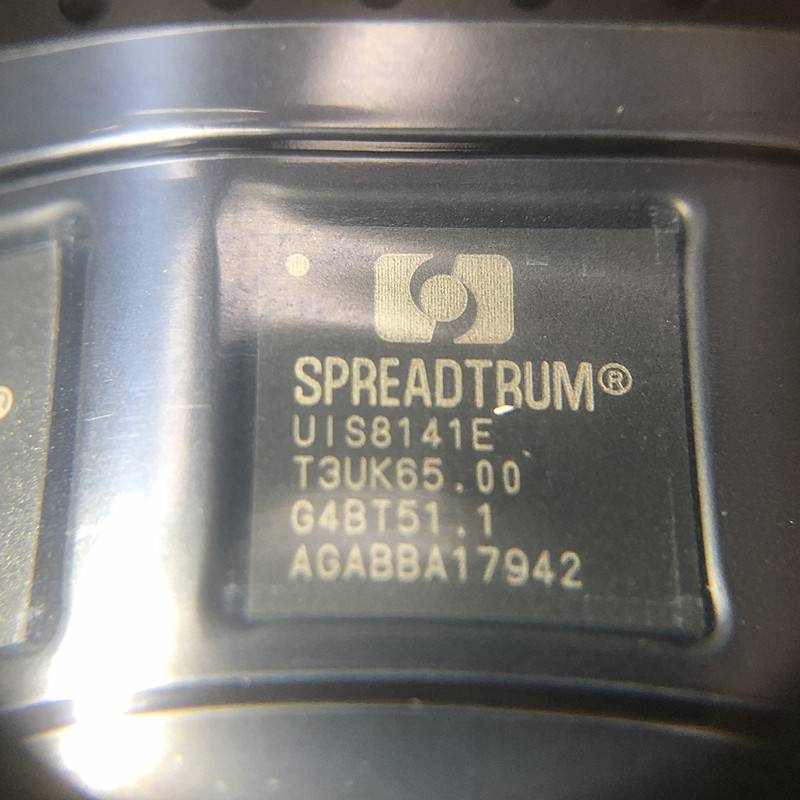 SPREADTRUM®
UIS8141E
T3UK65.00
G4BT51.1
AGABBA17942
®